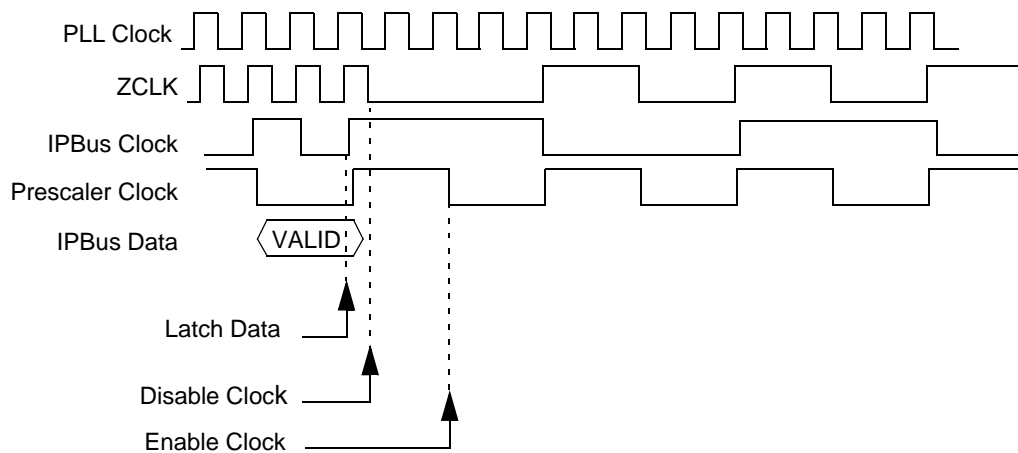 PLL Clock
ZCLK
IPBus Clock
Prescaler Clock
IPBus Data
VALID
Latch Data
Disable Clock
Enable Clock